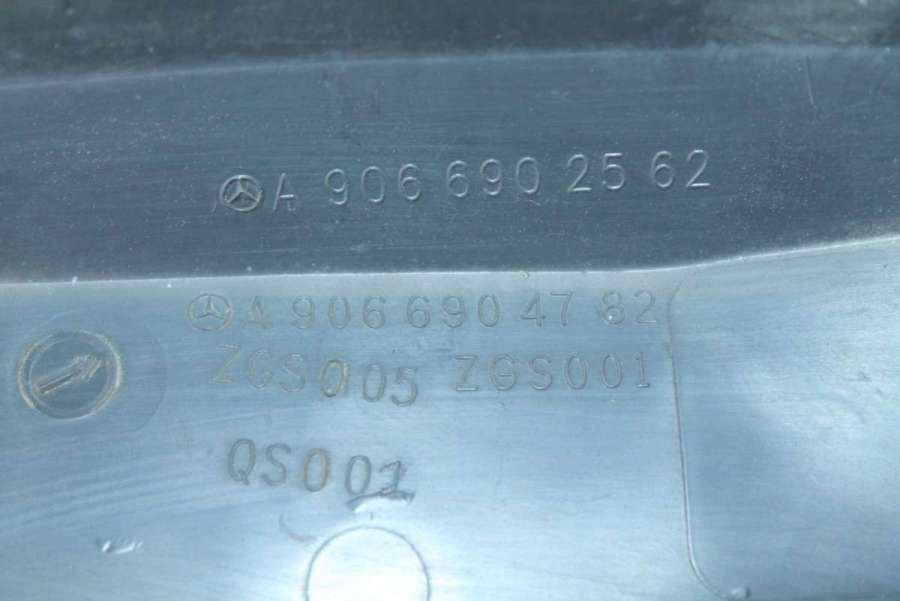 A 906 690 25 62
A 906 690 47 82
ZGS005 ZGS001
QS001